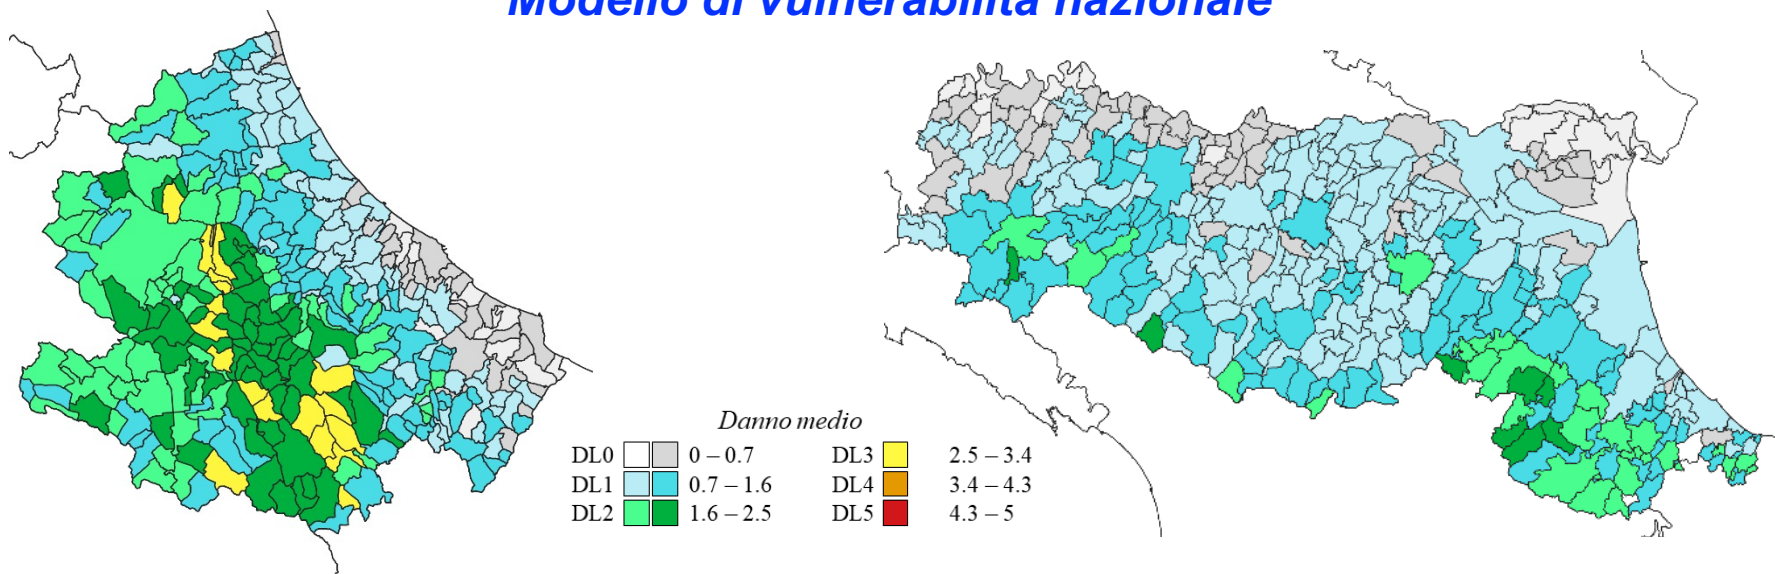 Modello di vulnerabilità nazionale
Danno medio
DL0 0 – 0.7 DL3 2.5 – 3.4
DL1 0.7 – 1.6 DL4 3.4 – 4.3
DL2 1.6 – 2.5 DL5 4.3 – 5